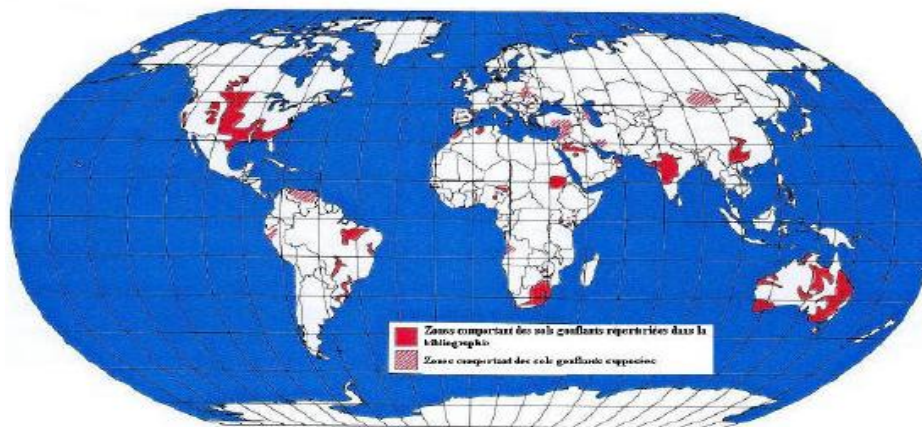 Zones comportant des sols gonflants répertoriées dans la
bibliographie
Zones comportant des sols gonflants supposées